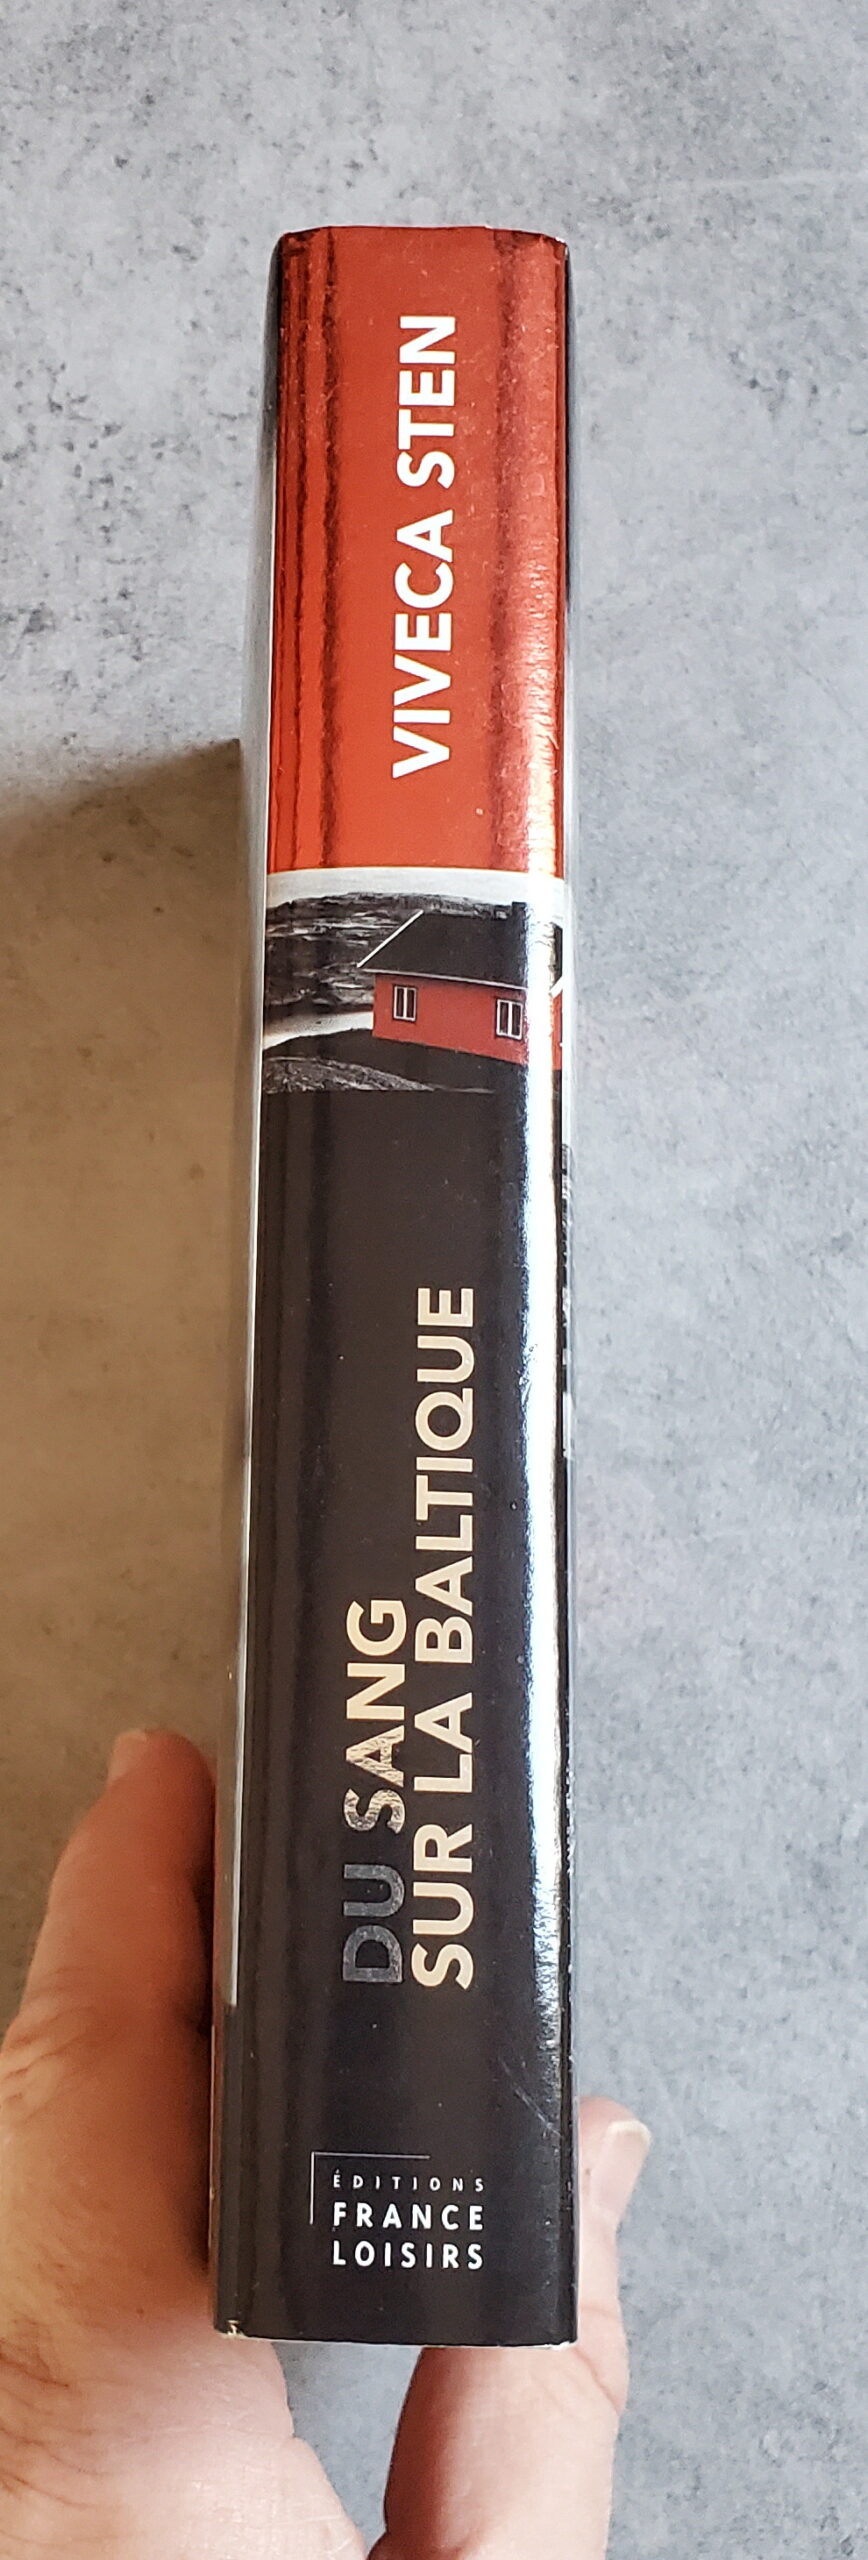 VIVECA STEN
DU SANG
SUR LA BALTIQUE
ÉDITIONS
FRANCE
LOISIRS